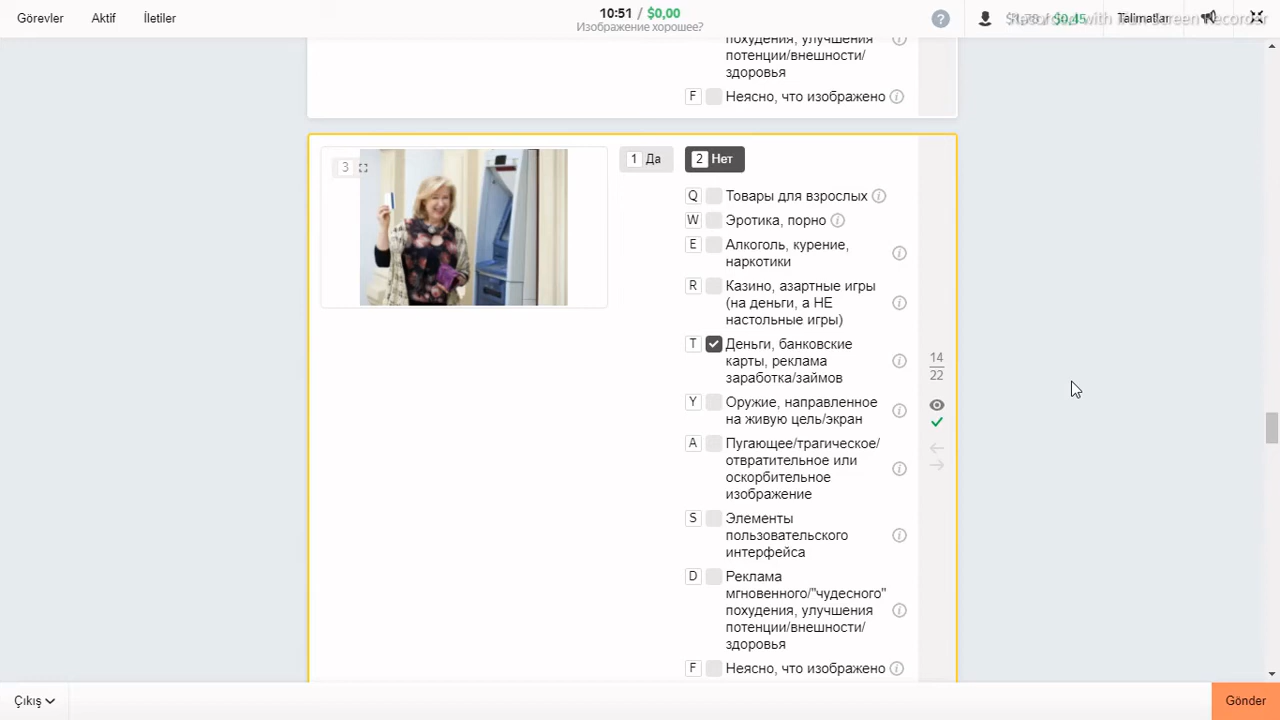 Görevler Aktif İletiler
10:51 / $0,00
Изображение хорошее?
Talimatlar
похудения, улучшения
потенции/внешности/
здоровья
F Неясно, что изображено
3
1 Да
2 Нет
Q Товары для взрослых
W Эротика, порно
E Алкоголь, курение,
наркотики
R Казино, азартные игры
(на деньги, а НЕ
настольные игры)
T Деньги, банковские
карты, реклама
заработка/займов
Y Оружие, направленное
на живую цель/экран
A Пугающее/трагическое/
отвратительное или
оскорбительное
изображение
S Элементы
пользовательского
интерфейса
D Реклама
мгновенного/"чудесного"
похудения, улучшения
потенции/внешности/
здоровья
F Неясно, что изображено
14
22
Çıkış
Gönder